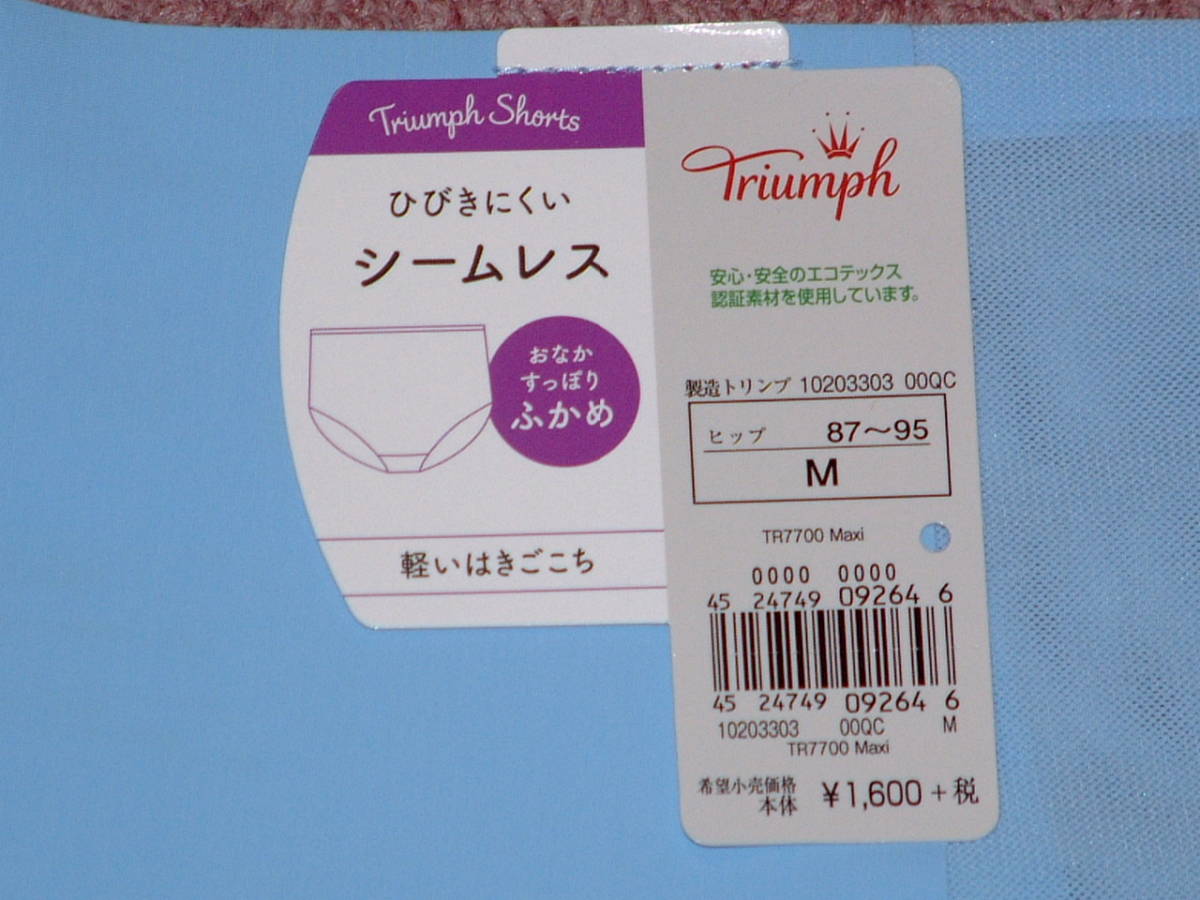 Triumph Shorts
ひびきにくい
シームレス
おなか
すっぽり
ふかめ
軽いはきごこち
Triumph
安心・安全のエコテックス
認証素材を使用しています。
製造トリンプ 10203303 00QC
ヒップ 87〜95
M
TR7700 Maxi
0000 0000
45 24749 09264 6
45 24749 09264 6
10203303 00QC M
TR7700 Maxi
希望小売価格
本体 ¥1,600+税